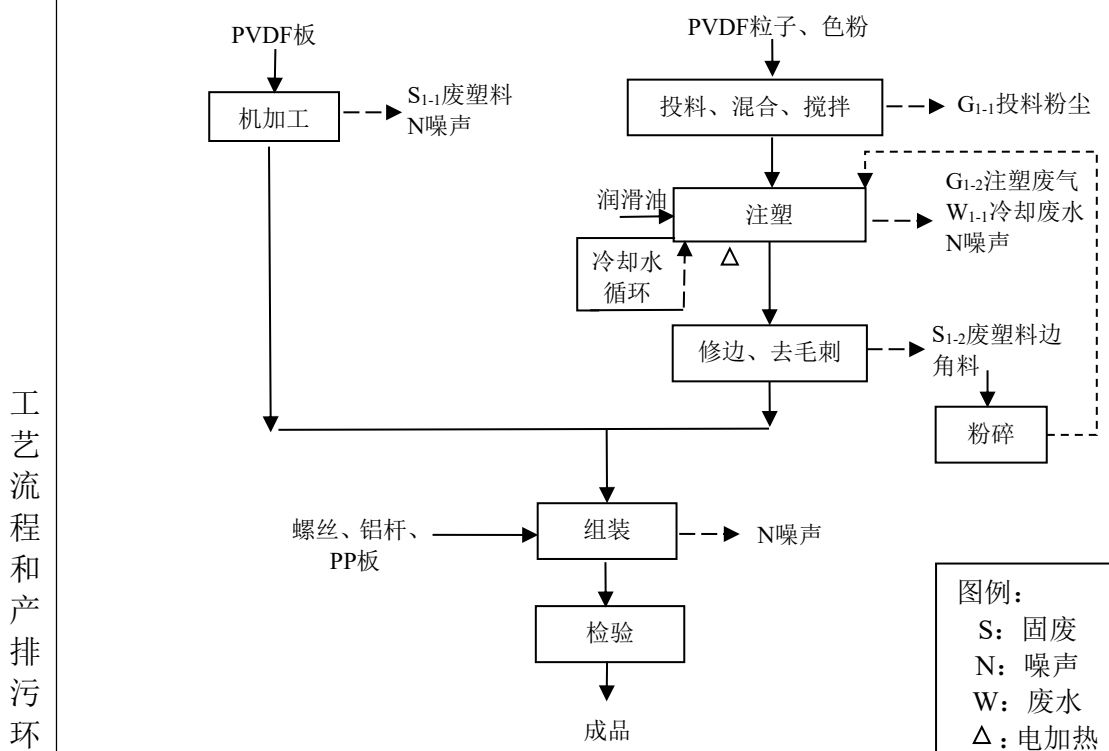 PVDF板
机加工
S1-1废塑料
N噪声
PVDF粒子、色粉
投料、混合、搅拌
G1-1投料粉尘
润滑油
注塑
G1-2注塑废气
W1-1冷却废水
N噪声
冷却水
循环
△
修边、去毛刺
S1-2废塑料边
角料
粉碎
螺丝、铝杆、
PP板
组装
N噪声
检验
成品
工
艺
流
程
和
产
排
污
环
图例：
S：固废
N：噪声
W：废水
△：电加热